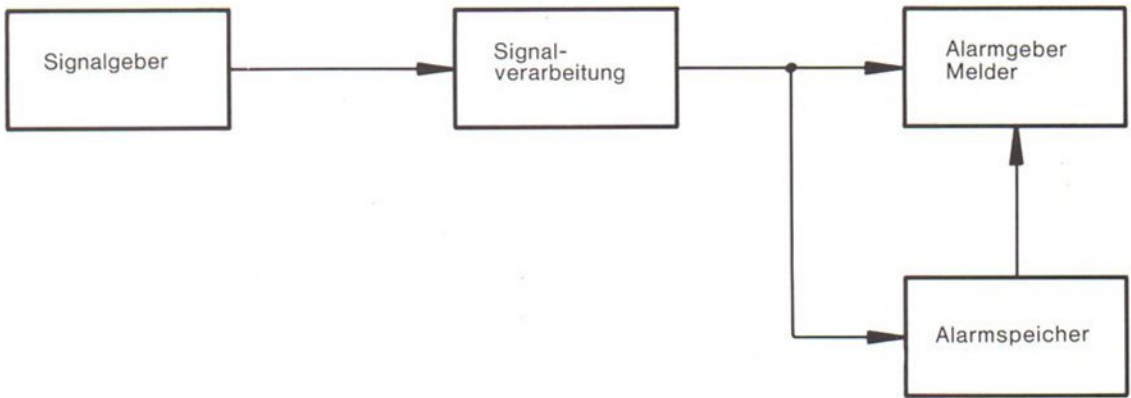 Signalgeber
Signal-
verarbeitung
Alarmgeber
Melder
Alarmspeicher